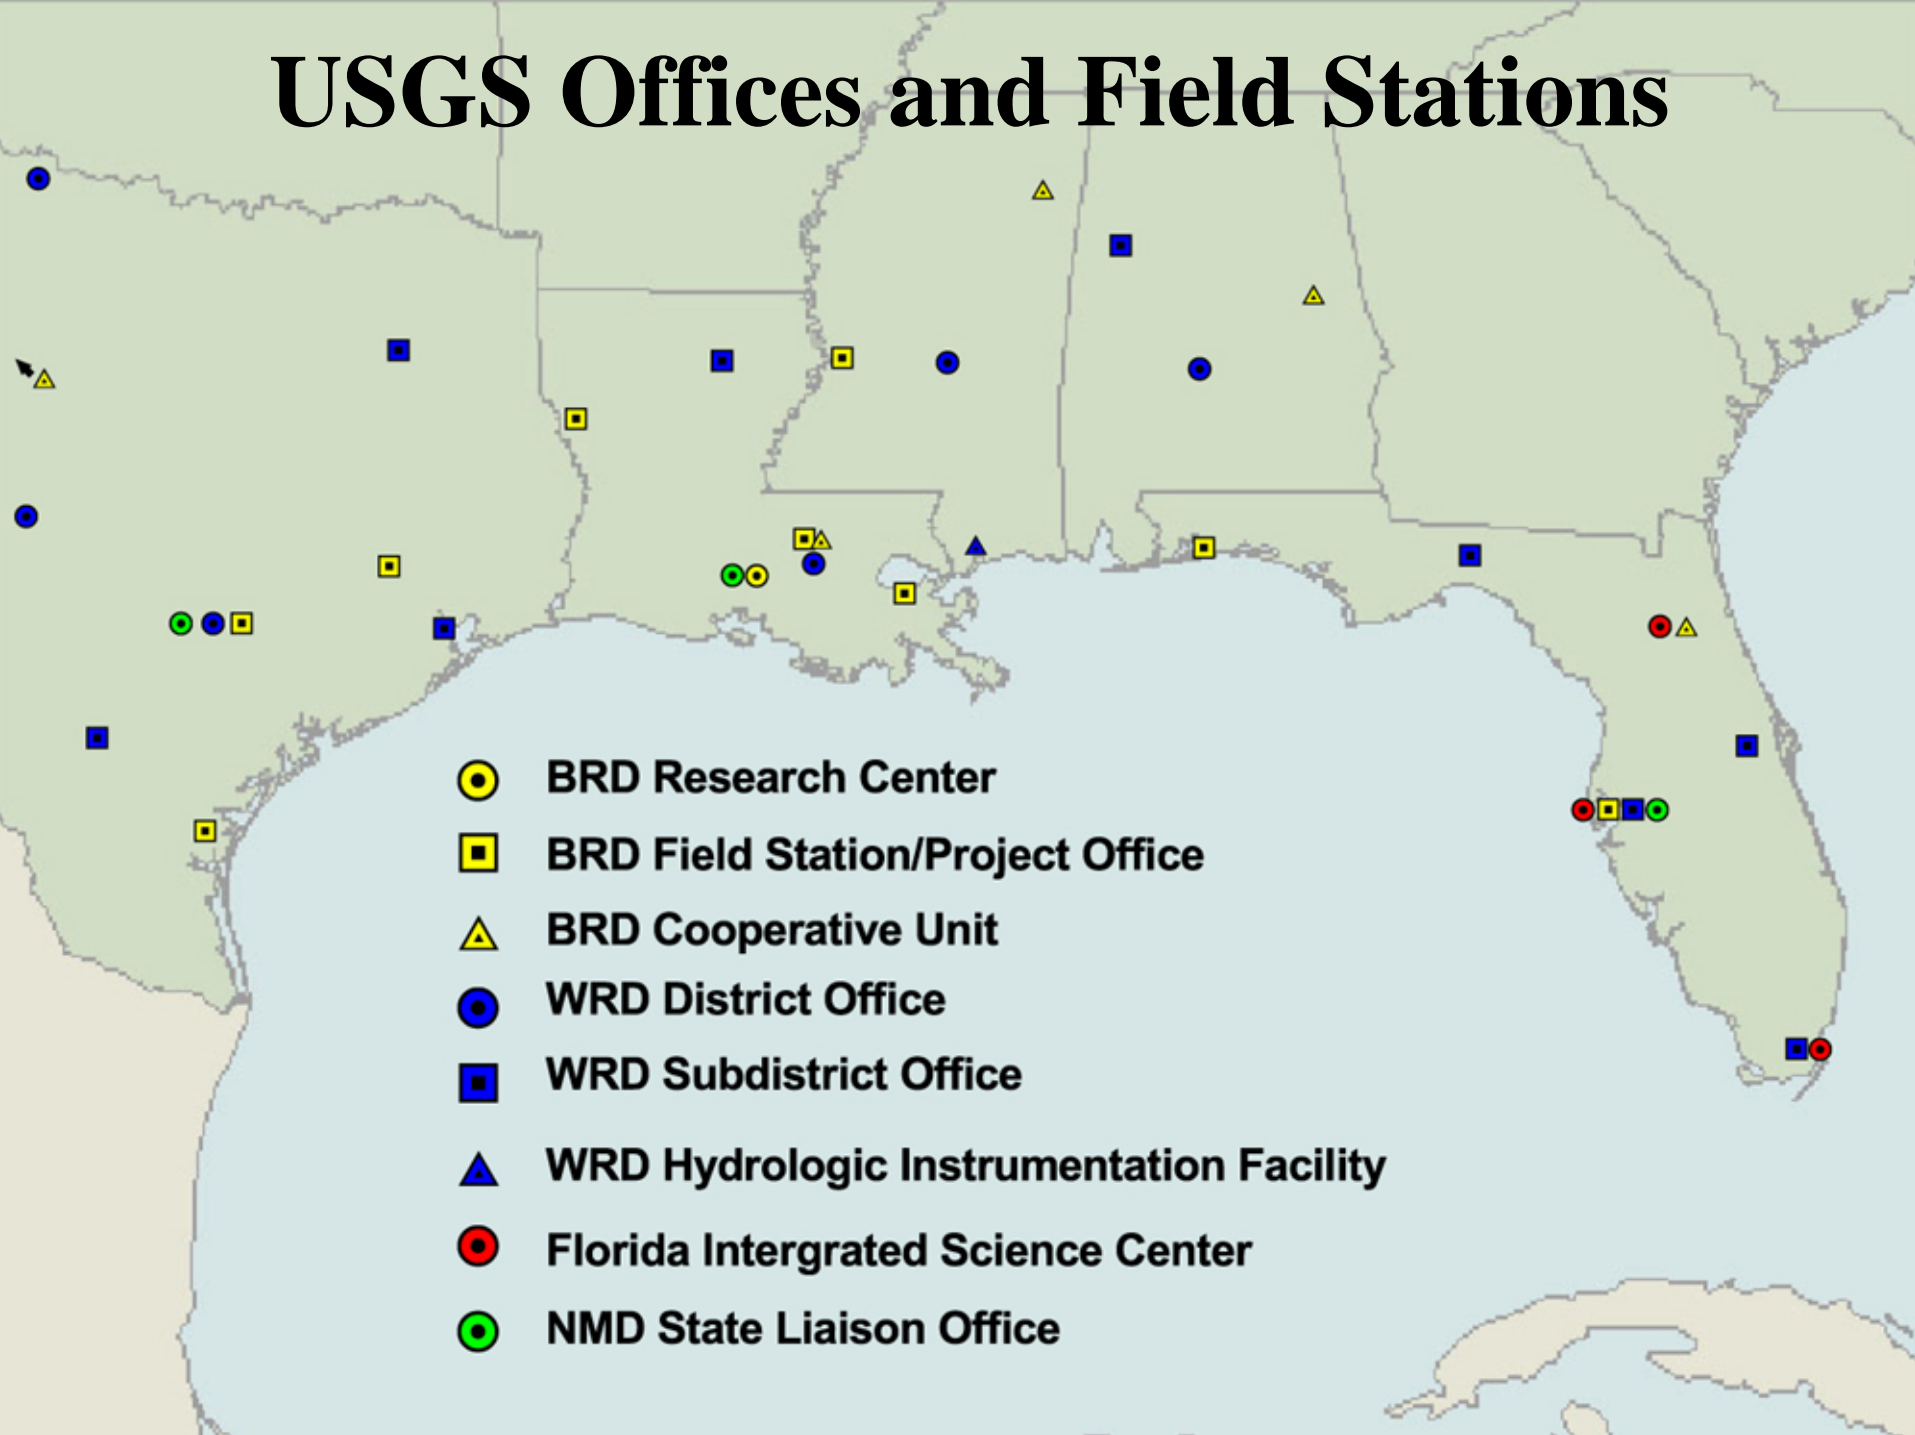 USGS Offices and Field Stations
BRD Research Center
BRD Field Station/Project Office
BRD Cooperative Unit
WRD District Office
WRD Subdistrict Office
WRD Hydrologic Instrumentation Facility
Florida Intergrated Science Center
NMD State Liaison Office